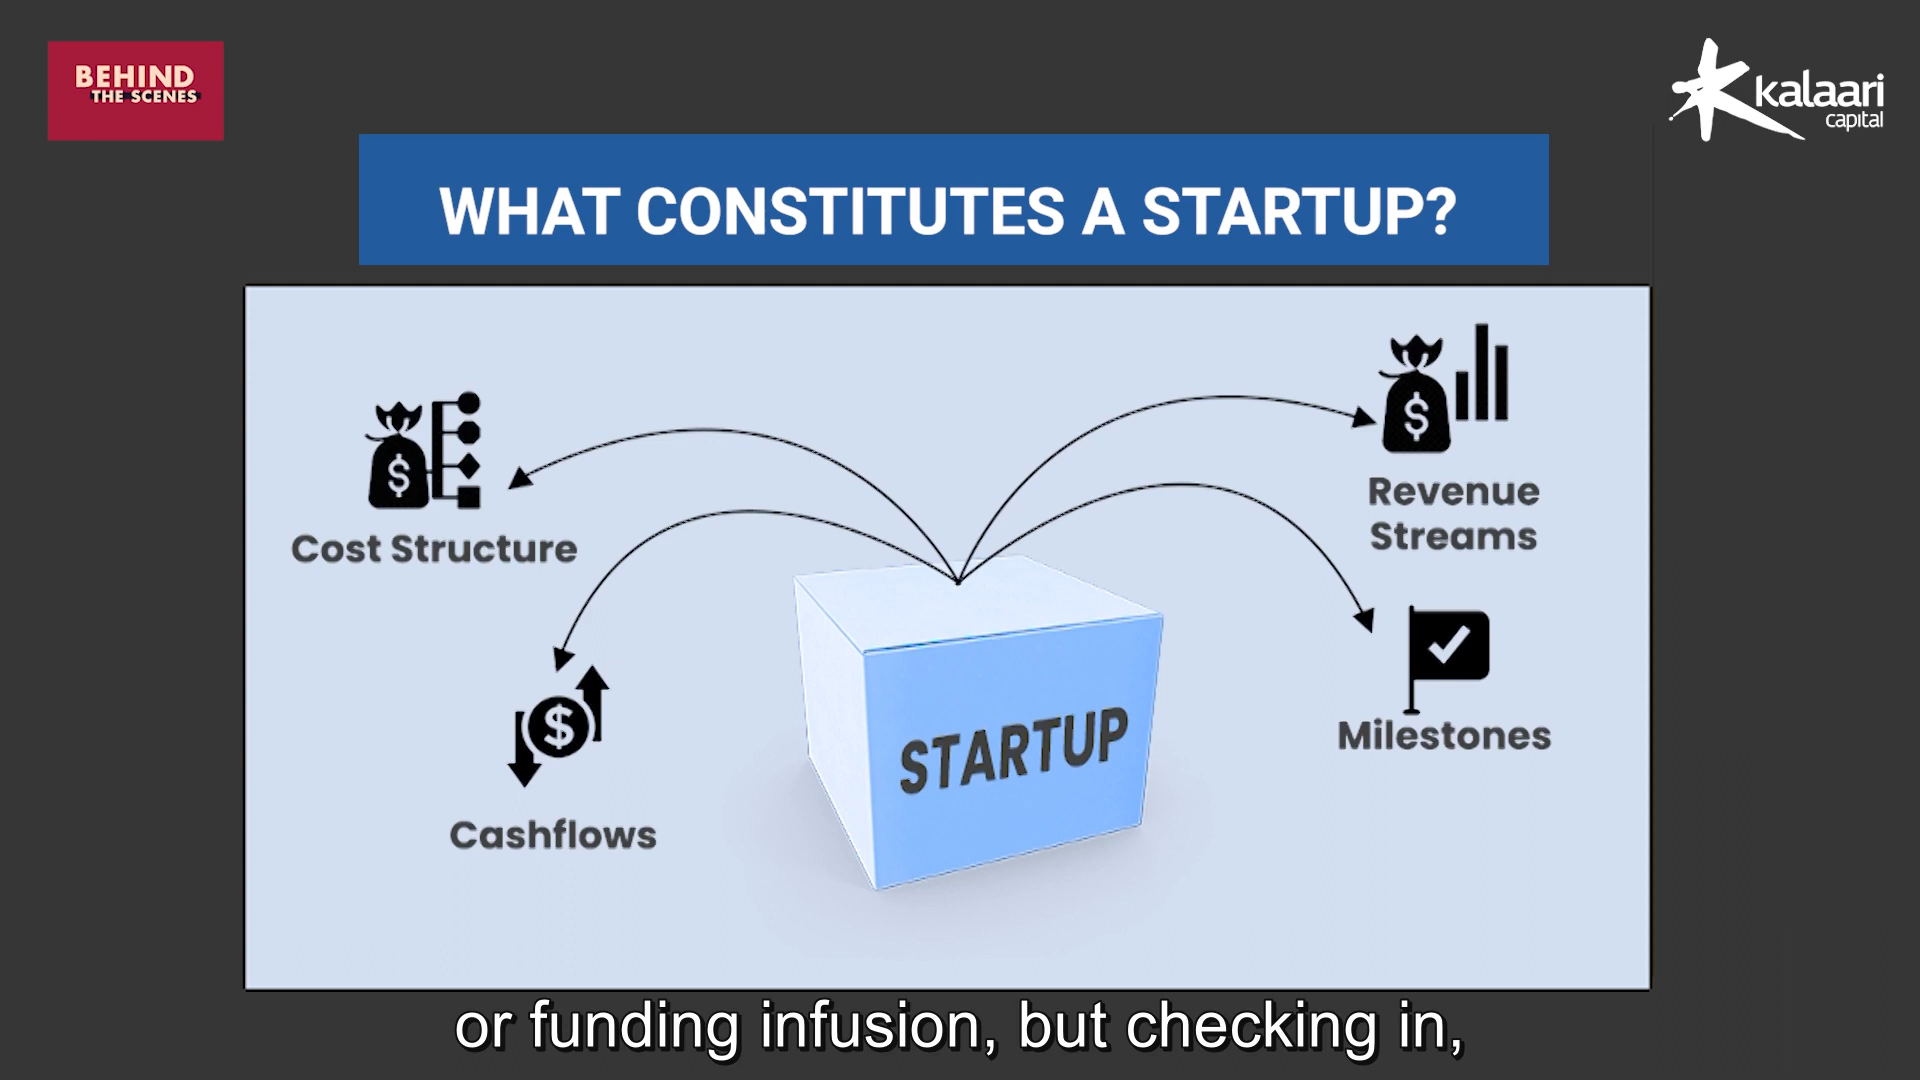 BEHIND
THE SCENES
kalaari
capital
WHAT CONSTITUTES A STARTUP?
Cost Structure
Revenue
Streams
Cashflows
STARTUP
Milestones
or funding infusion, but checking in,